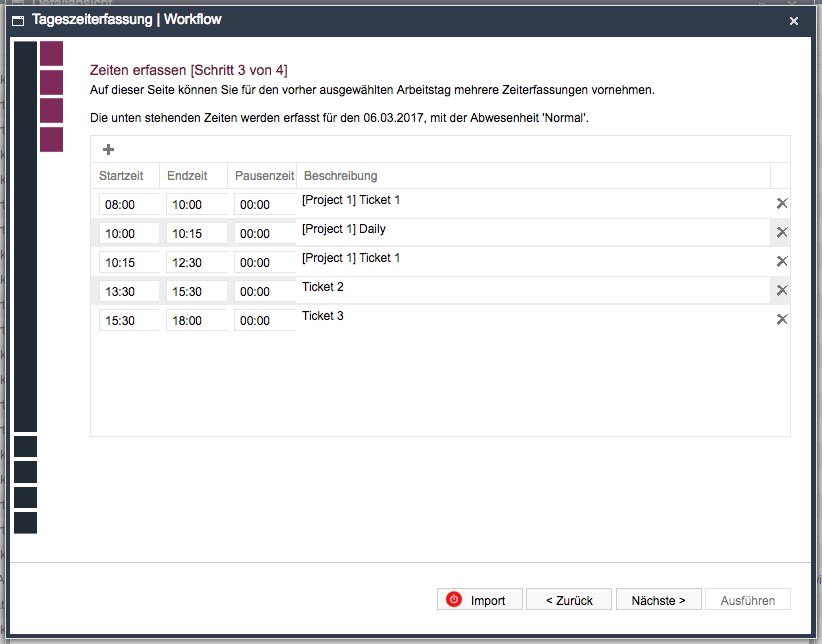 Detailansicht
Tageszeiterfassung | Workflow
Zeiten erfassen [Schritt 3 von 4]
Auf dieser Seite können Sie für den vorher ausgewählten Arbeitstag mehrere Zeiterfassungen vornehmen.
Die unten stehenden Zeiten werden erfasst für den 06.03.2017, mit der Abwesenheit 'Normal'.
Startzeit Endzeit Pausenzeit Beschreibung
08:00 10:00 00:00 [Project 1] Ticket 1
10:00 10:15 00:00 [Project 1] Daily
10:15 12:30 00:00 [Project 1] Ticket 1
13:30 15:30 00:00 Ticket 2
15:30 18:00 00:00 Ticket 3
Import < Zurück Nächste > Ausführen